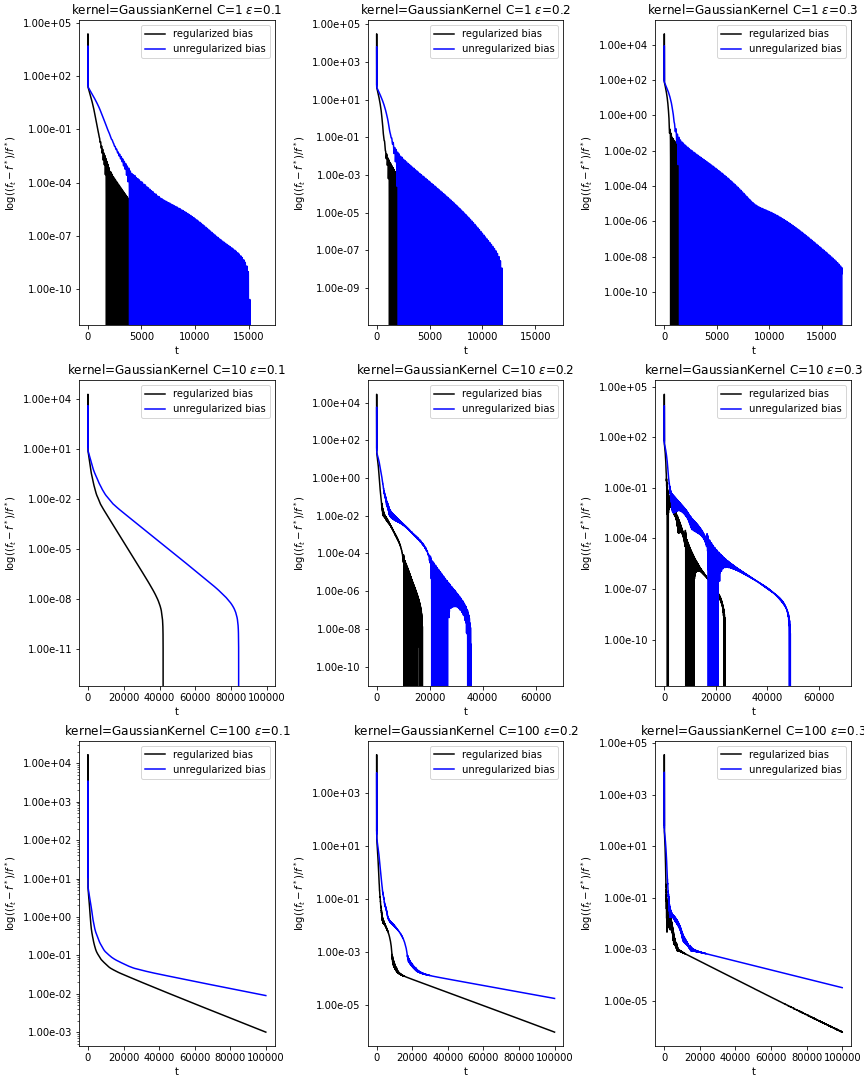 kernel=GaussianKernel C=1 ε=0.1
1.00e+05
1.00e+02
1.00e-01
1.00e-04
1.00e-07
1.00e-10
log((f_t − f*)/f*)
regularized bias
unregularized bias
0 5000 10000 15000
t
kernel=GaussianKernel C=1 ε=0.2
1.00e+05
1.00e+03
1.00e+01
1.00e-01
1.00e-03
1.00e-05
1.00e-07
1.00e-09
log((f_t − f*)/f*)
regularized bias
unregularized bias
0 5000 10000 15000
t
kernel=GaussianKernel C=1 ε=0.3
1.00e+04
1.00e+02
1.00e+00
1.00e-02
1.00e-04
1.00e-06
1.00e-08
1.00e-10
log((f_t − f*)/f*)
regularized bias
unregularized bias
0 5000 10000 15000
t
kernel=GaussianKernel C=10 ε=0.1
1.00e+04
1.00e+01
1.00e-02
1.00e-05
1.00e-08
1.00e-11
log((f_t − f*)/f*)
regularized bias
unregularized bias
0 20000 40000 60000 80000 100000
t
kernel=GaussianKernel C=10 ε=0.2
1.00e+04
1.00e+02
1.00e+00
1.00e-02
1.00e-04
1.00e-06
1.00e-08
1.00e-10
log((f_t − f*)/f*)
regularized bias
unregularized bias
0 20000 40000 60000
t
kernel=GaussianKernel C=10 ε=0.3
1.00e+05
1.00e+02
1.00e-01
1.00e-04
1.00e-07
1.00e-10
log((f_t − f*)/f*)
regularized bias
unregularized bias
0 20000 40000 60000
t
kernel=GaussianKernel C=100 ε=0.1
1.00e+04
1.00e+03
1.00e+02
1.00e+01
1.00e+00
1.00e-01
1.00e-02
1.00e-03
log((f_t − f*)/f*)
regularized bias
unregularized bias
0 20000 40000 60000 80000 100000
t
kernel=GaussianKernel C=100 ε=0.2
1.00e+03
1.00e+01
1.00e-01
1.00e-03
1.00e-05
log((f_t − f*)/f*)
regularized bias
unregularized bias
0 20000 40000 60000 80000 100000
t
kernel=GaussianKernel C=100 ε=0.3
1.00e+05
1.00e+03
1.00e+01
1.00e-01
1.00e-03
1.00e-05
log((f_t − f*)/f*)
regularized bias
unregularized bias
0 20000 40000 60000 80000 100000
t